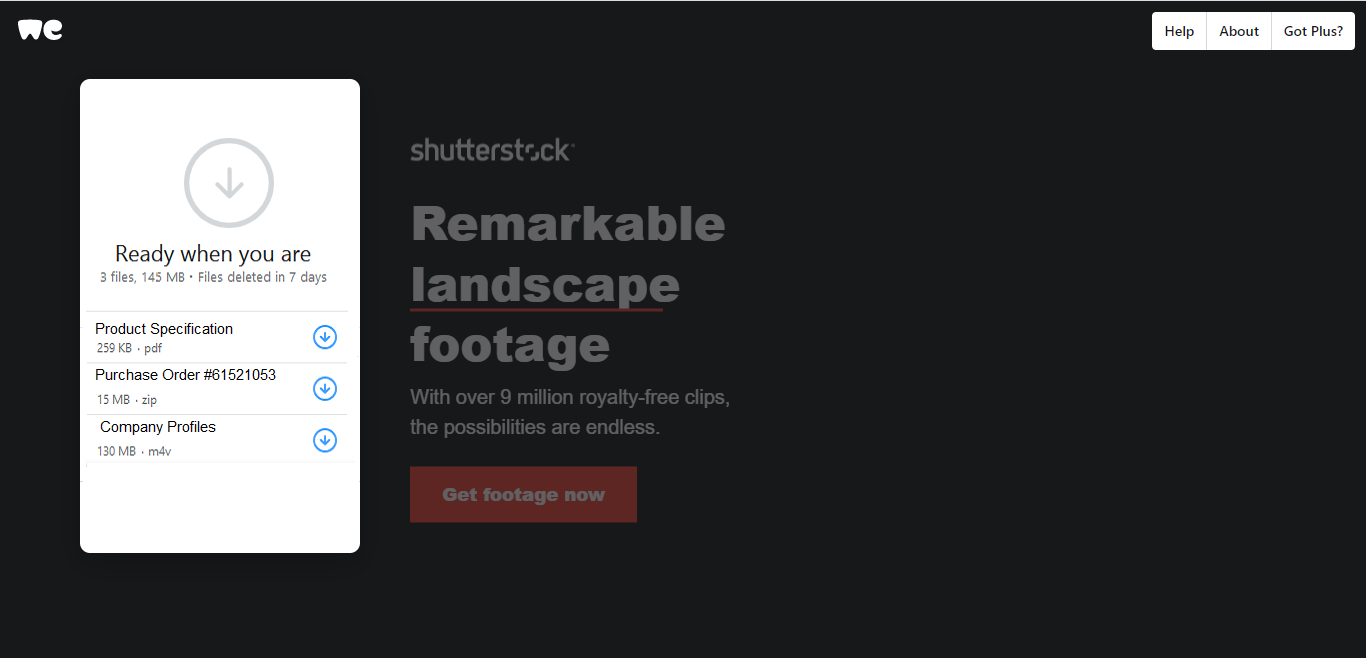 we
Help
About
Got Plus?
Ready when you are
3 files, 145 MB • Files deleted in 7 days
Product Specification
259 KB · pdf
Purchase Order #61521053
15 MB · zip
Company Profiles
130 MB · m4v
shutterstock
Remarkable
landscape
footage
With over 9 million royalty-free clips,
the possibilities are endless.
Get footage now